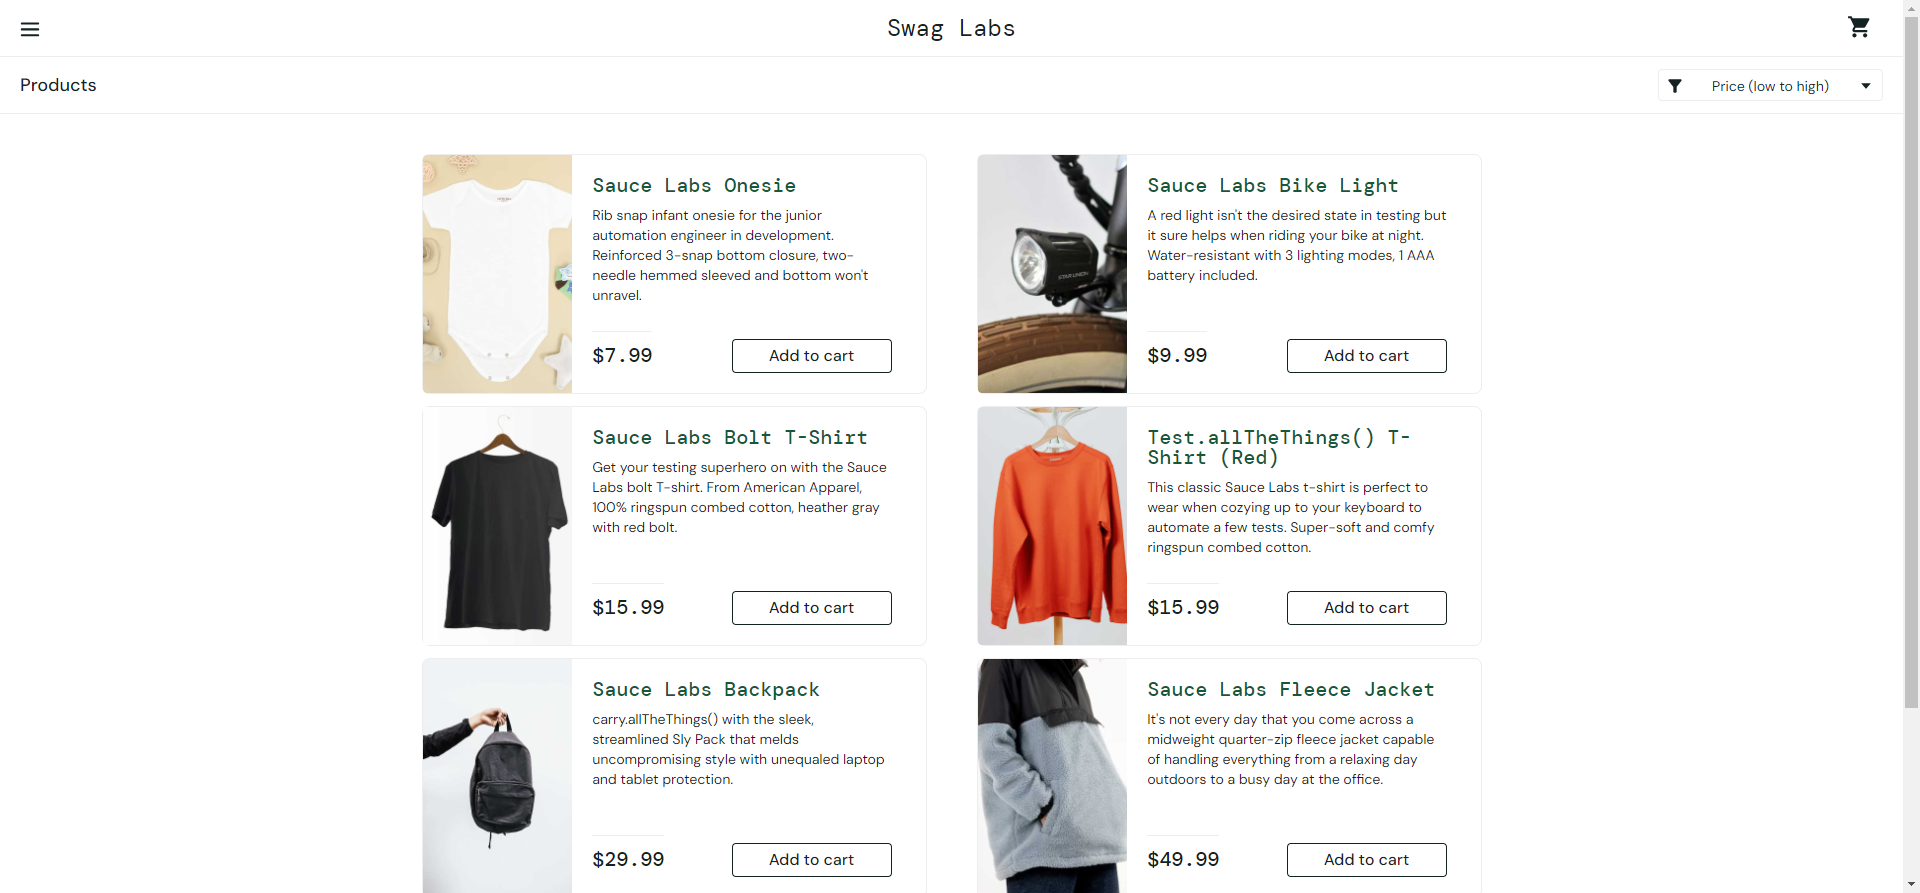 Swag Labs
Products
Price (low to high)
Sauce Labs Onesie
Rib snap infant onesie for the junior
automation engineer in development.
Reinforced 3-snap bottom closure, two-
needle hemmed sleeved and bottom won't
unravel.
$7.99
Add to cart
Sauce Labs Bike Light
A red light isn't the desired state in testing but
it sure helps when riding your bike at night.
Water-resistant with 3 lighting modes, 1 AAA
battery included.
$9.99
Add to cart
STAR UNION
Sauce Labs Bolt T-Shirt
Get your testing superhero on with the Sauce
Labs bolt T-shirt. From American Apparel,
100% ringspun combed cotton, heather gray
with red bolt.
$15.99
Add to cart
Test.allTheThings() T-
Shirt (Red)
This classic Sauce Labs t-shirt is perfect to
wear when cozying up to your keyboard to
automate a few tests. Super-soft and comfy
ringspun combed cotton.
$15.99
Add to cart
Sauce Labs Backpack
carry.allTheThings() with the sleek,
streamlined Sly Pack that melds
uncompromising style with unequaled laptop
and tablet protection.
$29.99
Add to cart
Sauce Labs Fleece Jacket
It's not every day that you come across a
midweight quarter-zip fleece jacket capable
of handling everything from a relaxing day
outdoors to a busy day at the office.
$49.99
Add to cart